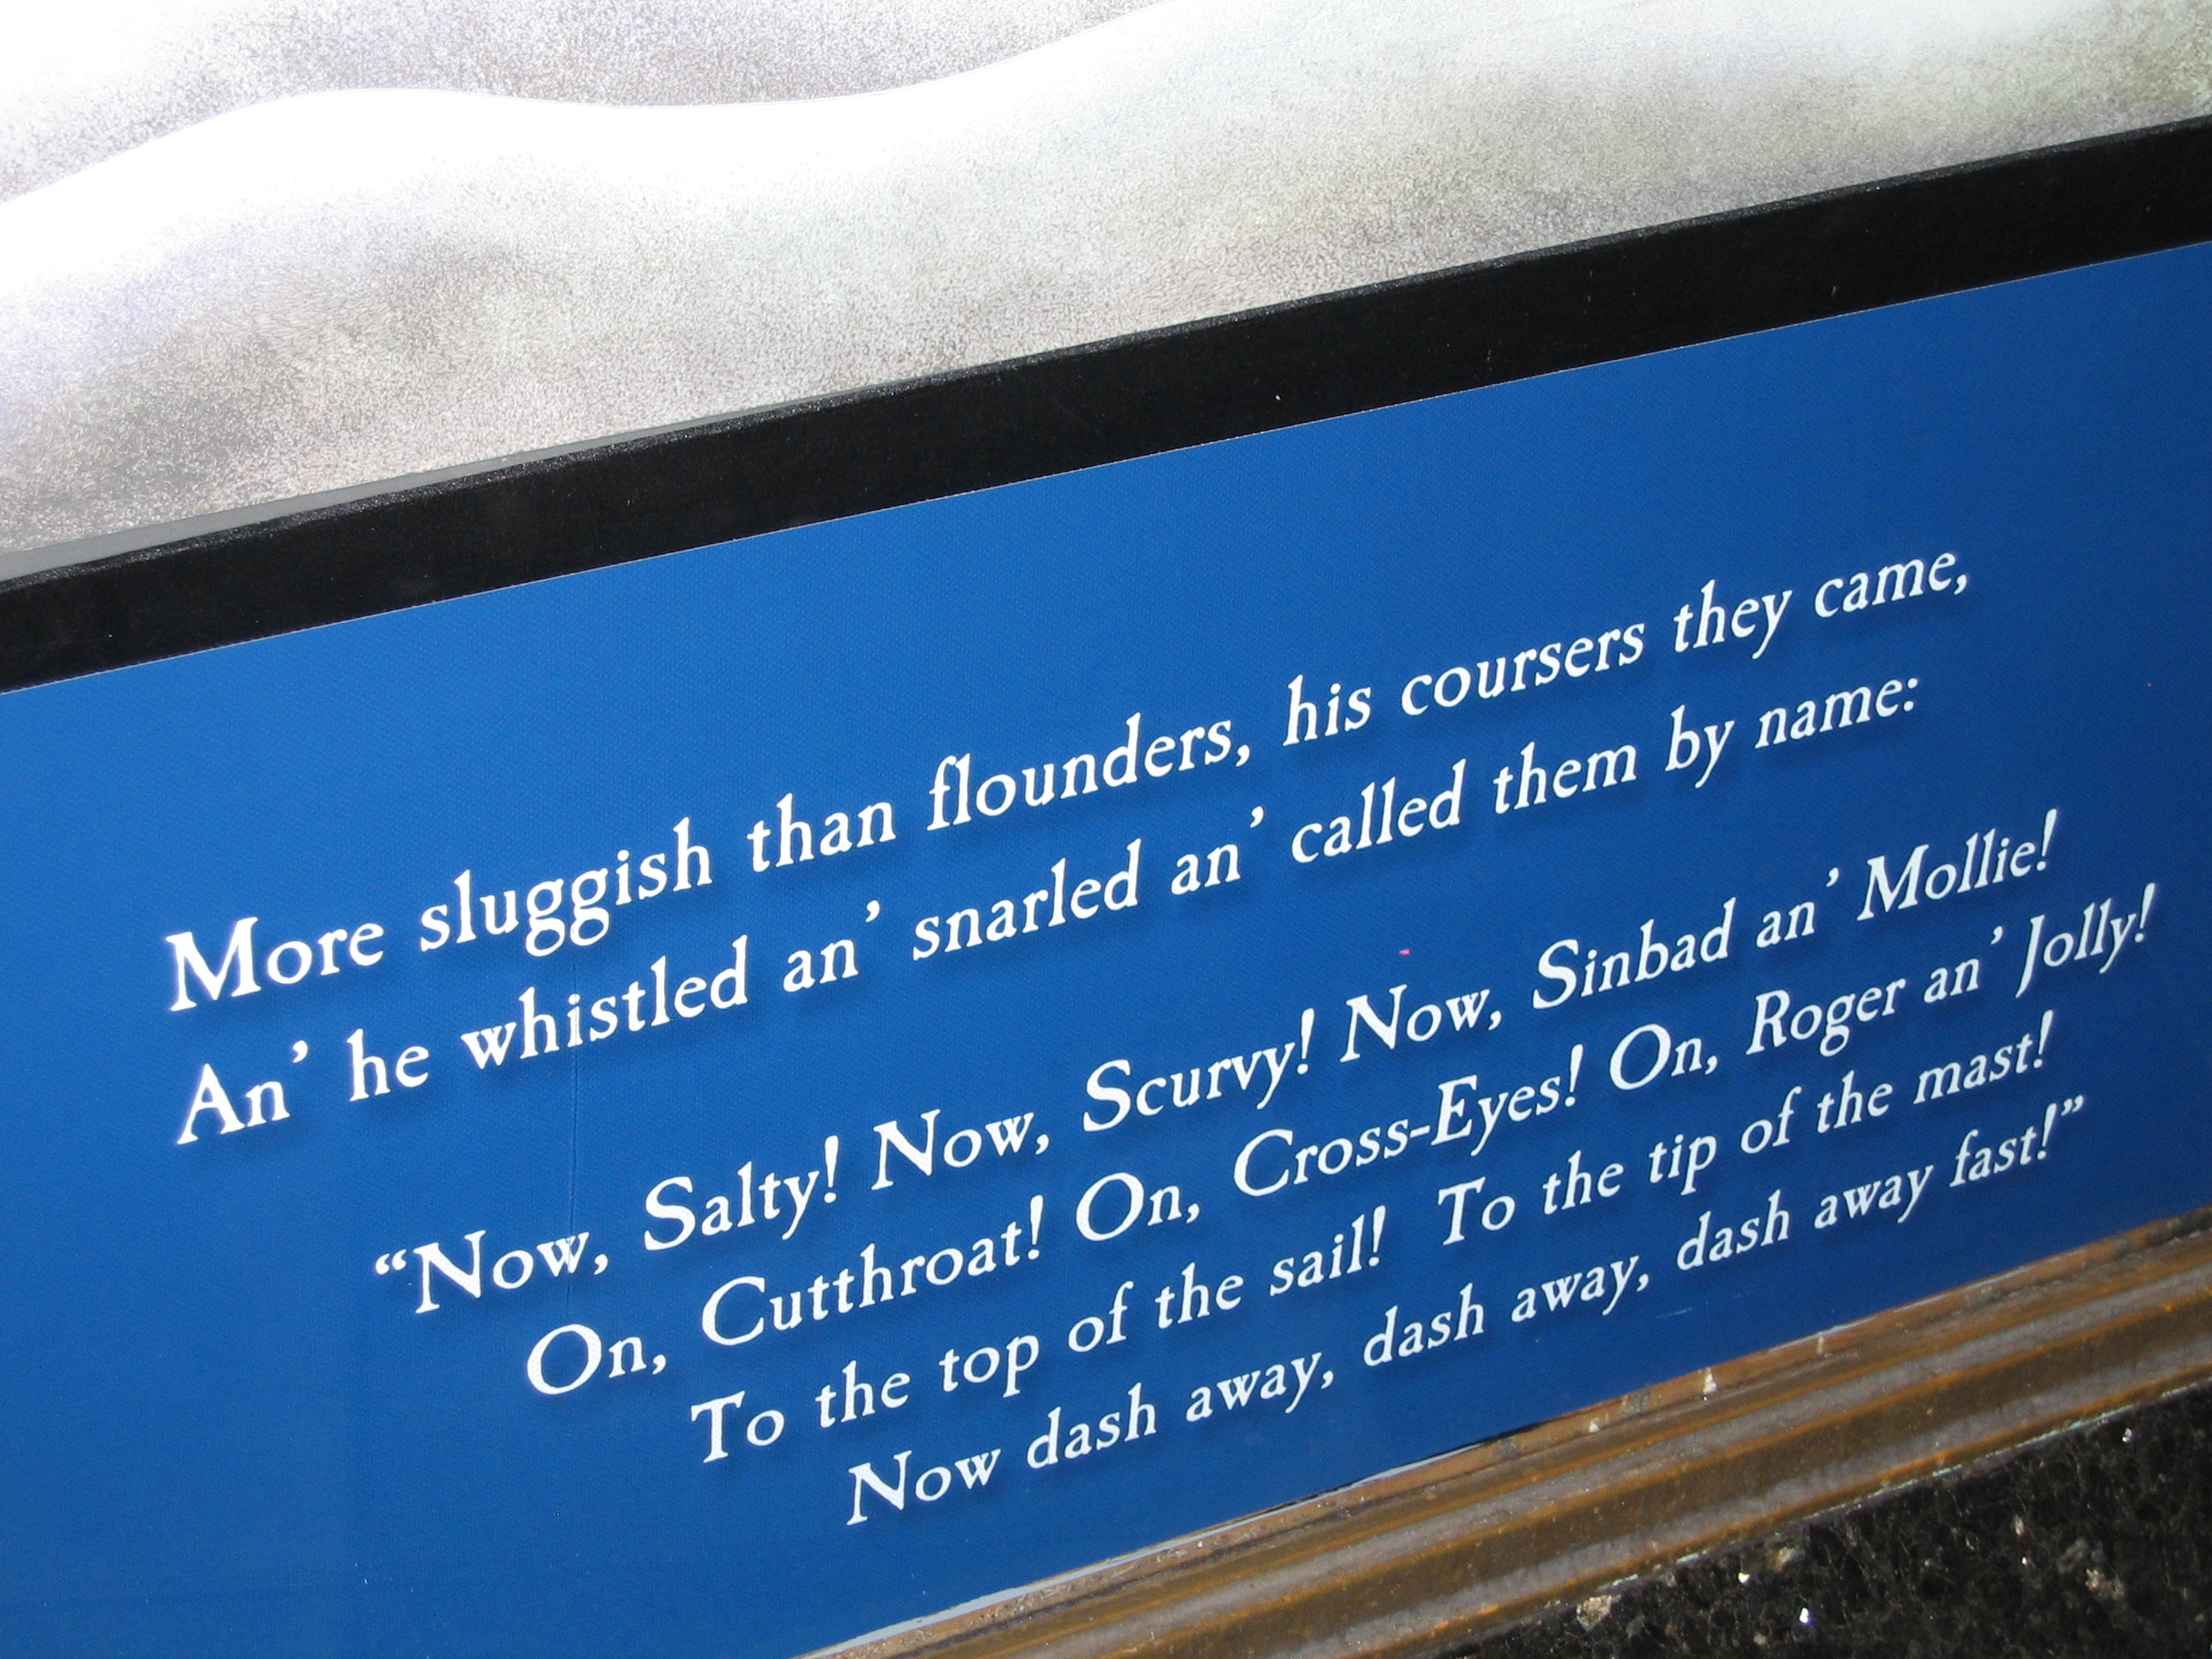 More sluggish than flounders, his coursers they came,
An’ he whistled an’ snarled an’ called them by name:
“Now, Salty! Now, Scurvy! Now, Sinbad an’ Mollie!
On, Cutthroat! On, Cross-Eyes! On, Roger an’ Jolly!
To the top of the sail! To the tip of the mast!
Now dash away, dash away, dash away fast!”